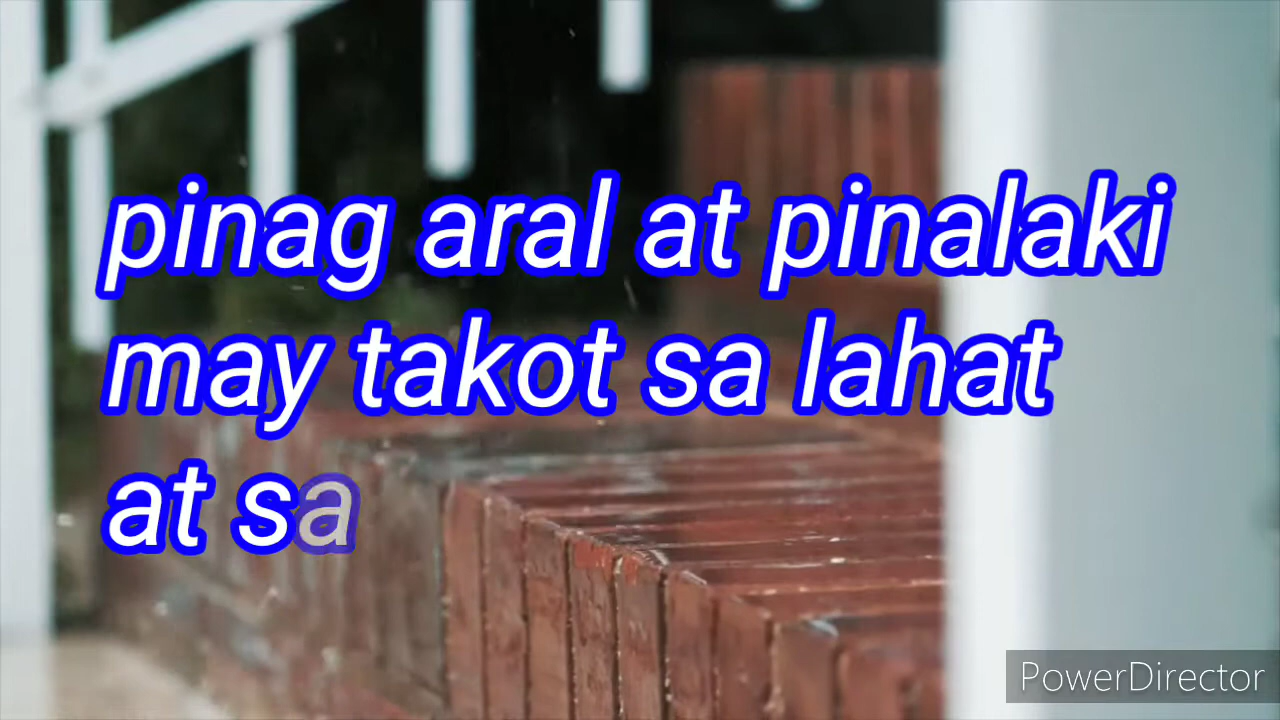 pinag aral at pinalaki
may takot sa lahat
at sa
PowerDirector